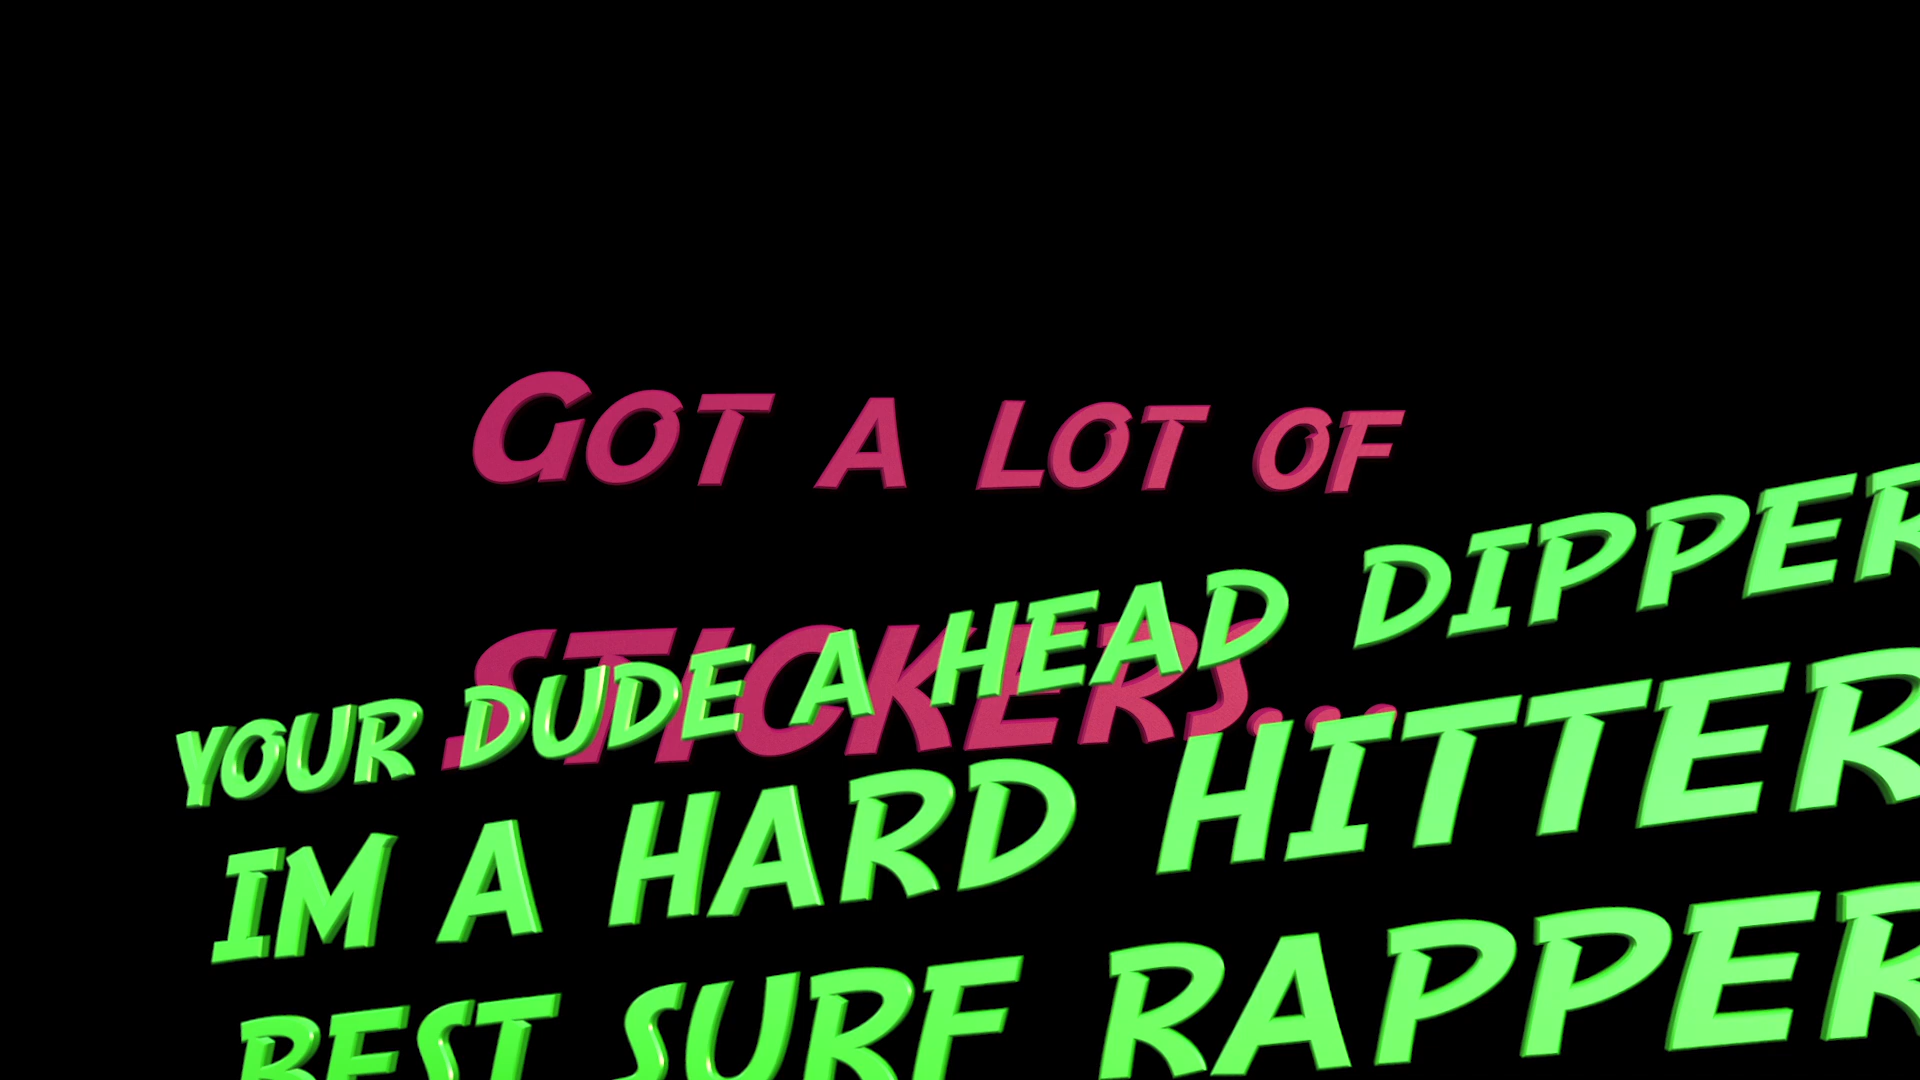 GOT A LOT OF
STICKERS...
YOUR DUDE A HEAD DIPPER
IM A HARD HITTER
BEST SURF RAPPER